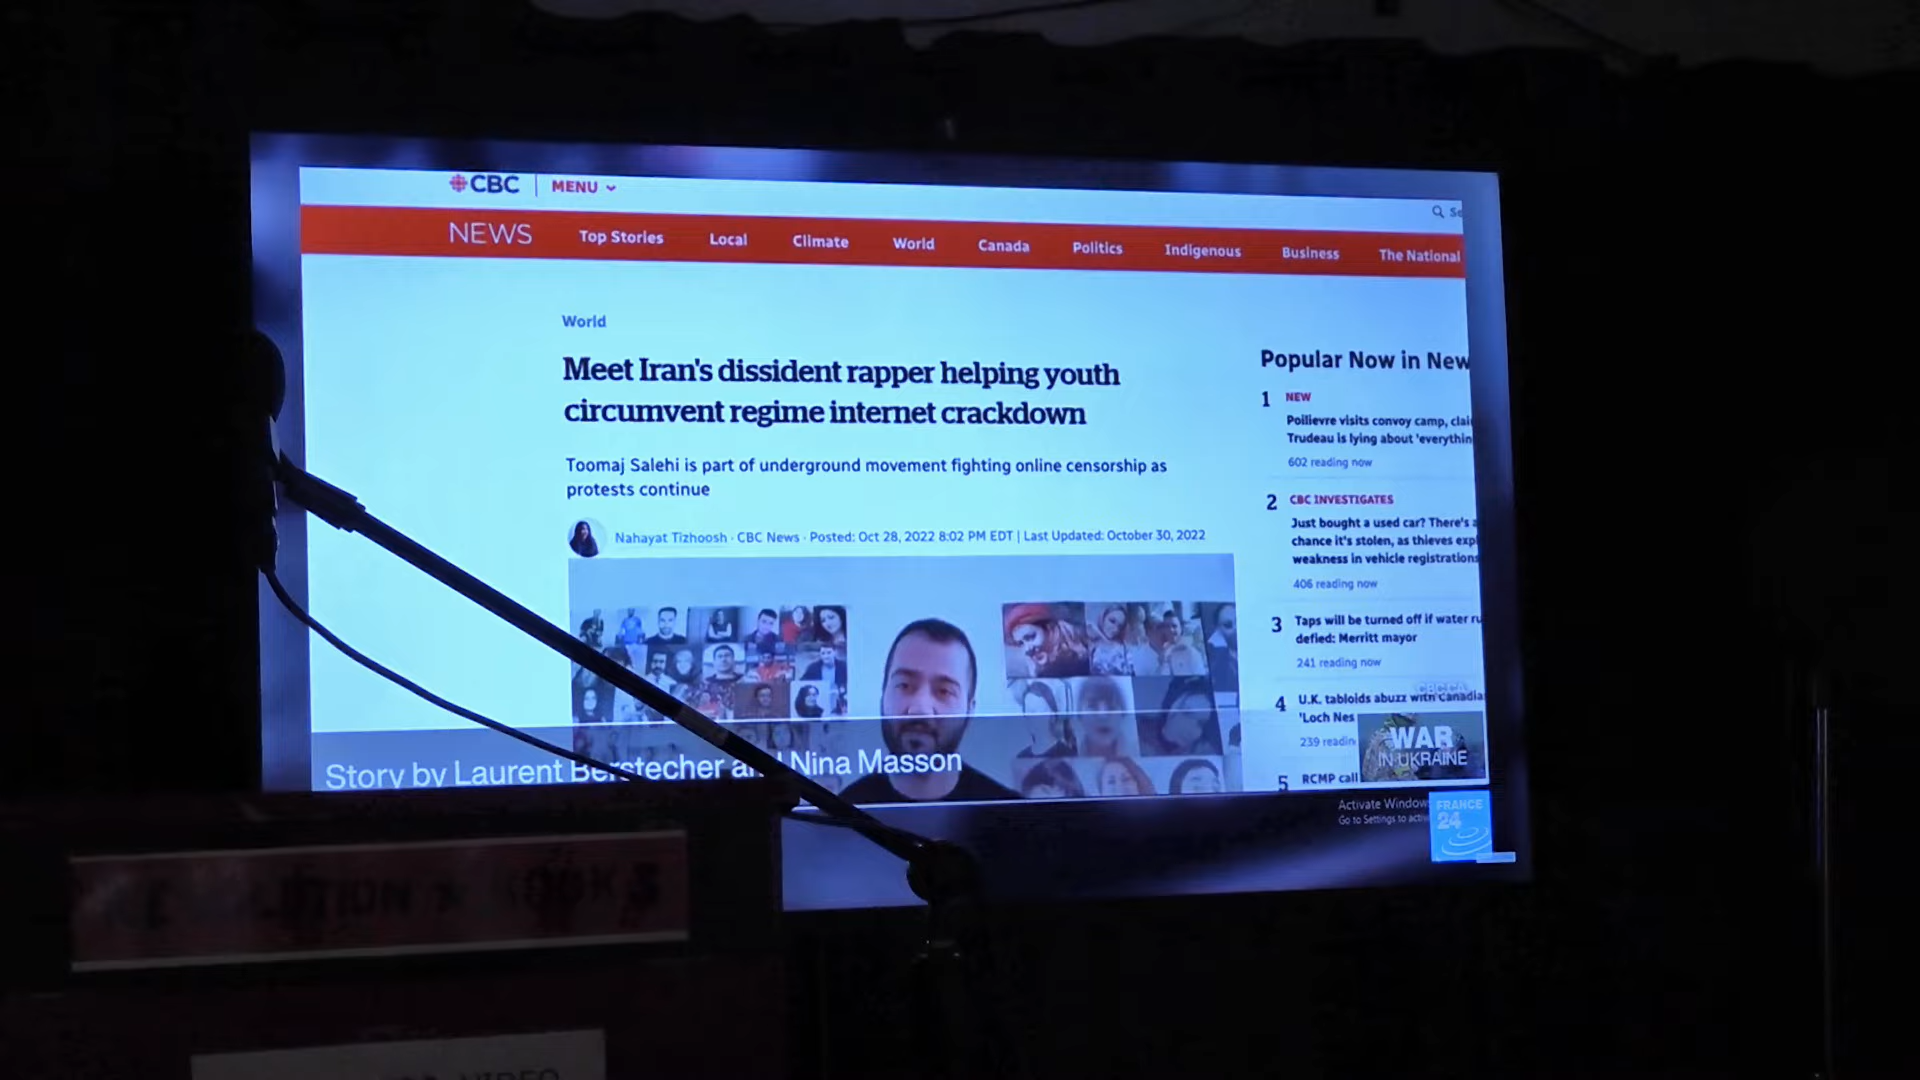 CBC
MENU
Se
NEWS
Top Stories
Local
Climate
World
Canada
Politics
Indigenous
Business
The National
World
Meet Iran's dissident rapper helping youth
circumvent regime internet crackdown
Toomaj Salehi is part of underground movement fighting online censorship as
protests continue
Nahayat Tizhoosh · CBC News · Posted: Oct 28, 2022 8:02 PM EDT | Last Updated: October 30, 2022
Popular Now in New
1 NEW
Poilievre visits convoy camp, clai
Trudeau is lying about 'everythin
602 reading now
2 CBC INVESTIGATES
Just bought a used car? There's a
chance it's stolen, as thieves expl
weakness in vehicle registrations
406 reading now
3 Taps will be turned off if water ru
defied: Merritt mayor
241 reading now
4 U.K. tabloids abuzz with Canadia
'Loch Nes
239 readin
5 RCMP call
WAR
IN UKRAINE
Story by Laurent Berstecher Nina Masson
Activate Window
Go to Settings to activ
FRANCE
24
VIDEO